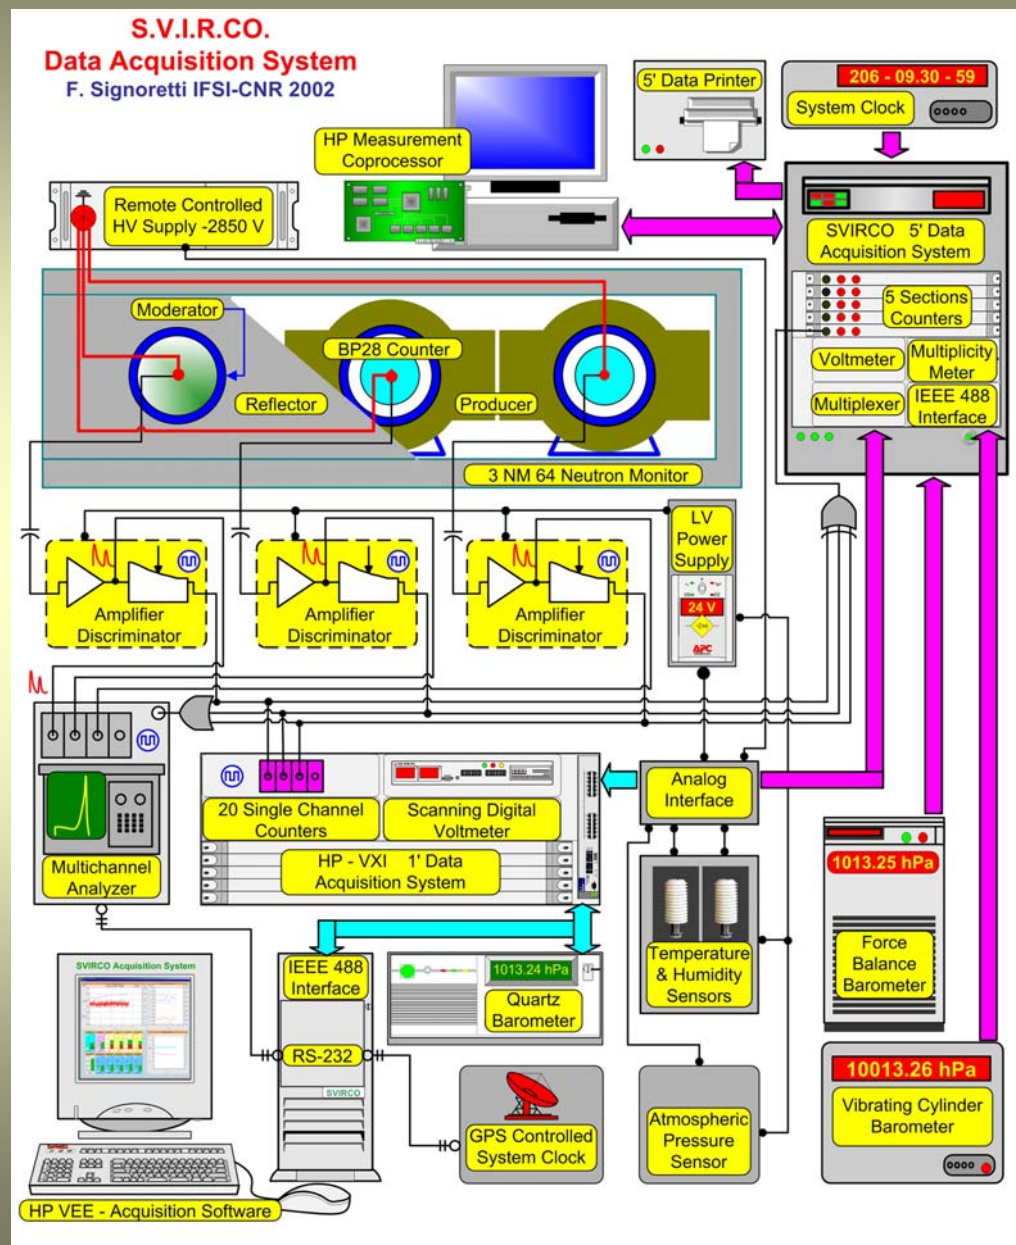 S.V.I.R.CO.
Data Acquisition System
F. Signoretti IFSI-CNR 2002
5' Data Printer
206 - 09.30 - 59
System Clock
HP Measurement
Coprocessor
Remote Controlled
HV Supply -2850 V
SVIRCO 5' Data
Acquisition System
5 Sections
Counters
Voltmeter
Multiplicity
Meter
Multiplexer
IEEE 488
Interface
Moderator
BP28 Counter
Reflector
Producer
3 NM 64 Neutron Monitor
LV
Power
Supply
24 V
APC
Amplifier
Discriminator
Amplifier
Discriminator
Amplifier
Discriminator
Multichannel
Analyzer
20 Single Channel
Counters
Scanning Digital
Voltmeter
HP - VXI 1' Data
Acquisition System
Analog
Interface
1013.25 hPa
Force
Balance
Barometer
Temperature
& Humidity
Sensors
IEEE 488
Interface
1013.24 hPa
Quartz
Barometer
SVIRCO Acquisition System
RS-232
SVIRCO
GPS Controlled
System Clock
Atmospheric
Pressure
Sensor
10013.26 hPa
Vibrating Cylinder
Barometer
HP VEE - Acquisition Software